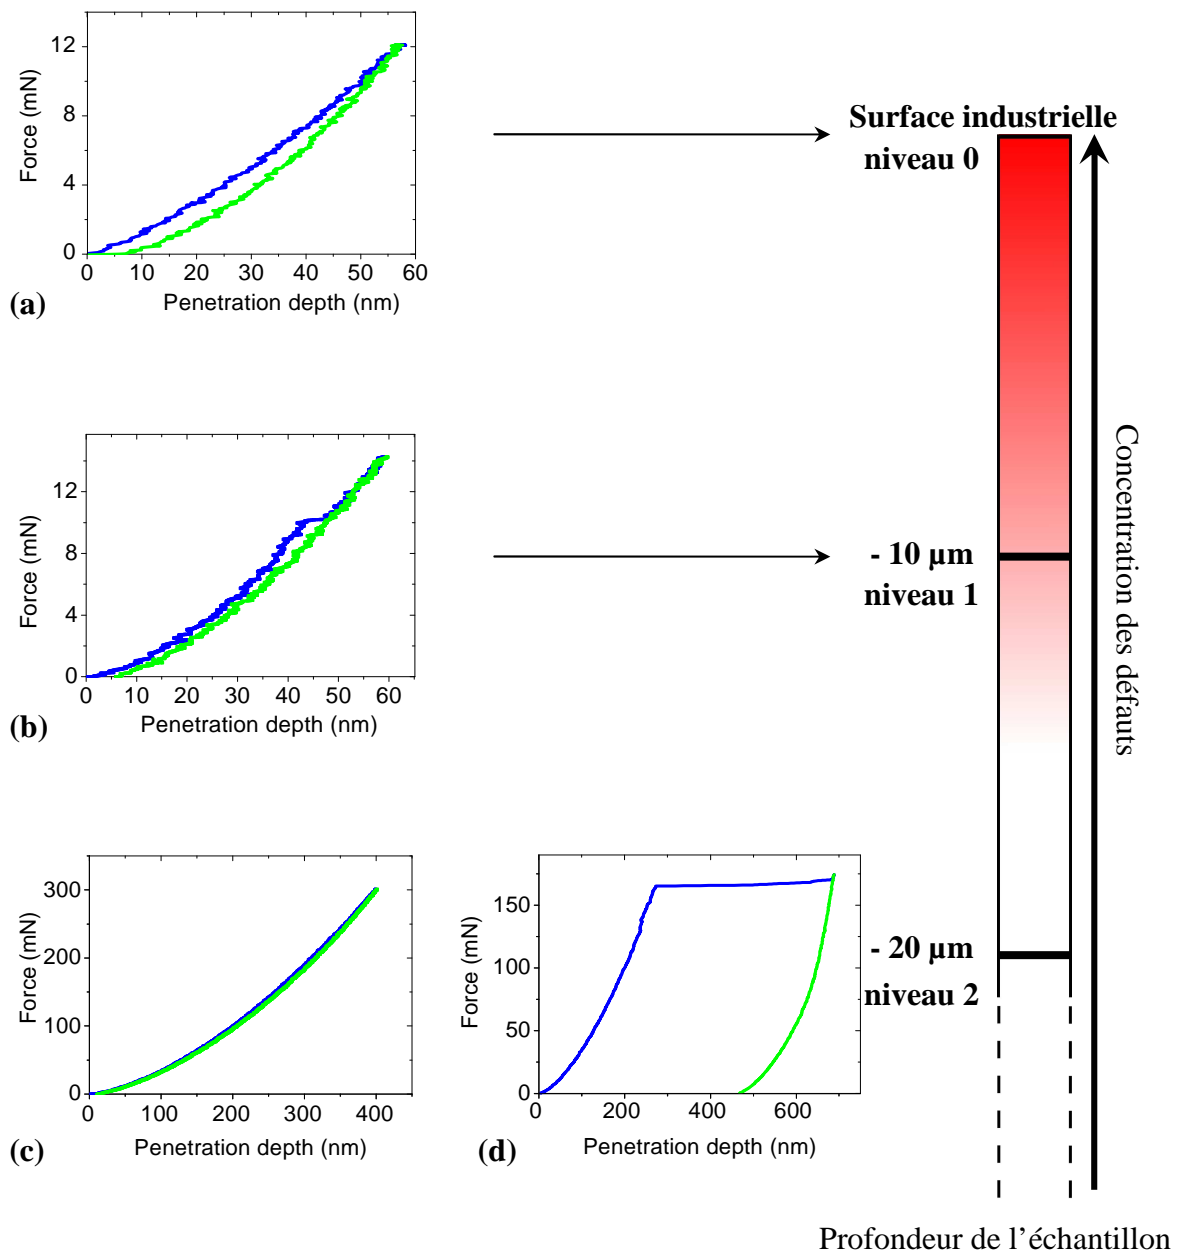 12
8
4
0
0 10 20 30 40 50 60
Force (mN)
Penetration depth (nm)
(a)
Surface industrielle
niveau 0
12
8
4
0
0 10 20 30 40 50 60
Force (mN)
Penetration depth (nm)
(b)
- 10 µm
niveau 1
Concentration des défauts
300
200
100
0
0 100 200 300 400
Force (mN)
Penetration depth (nm)
(c)
150
100
50
0
0 200 400 600
Force (mN)
Penetration depth (nm)
(d)
- 20 µm
niveau 2
Profondeur de l’échantillon